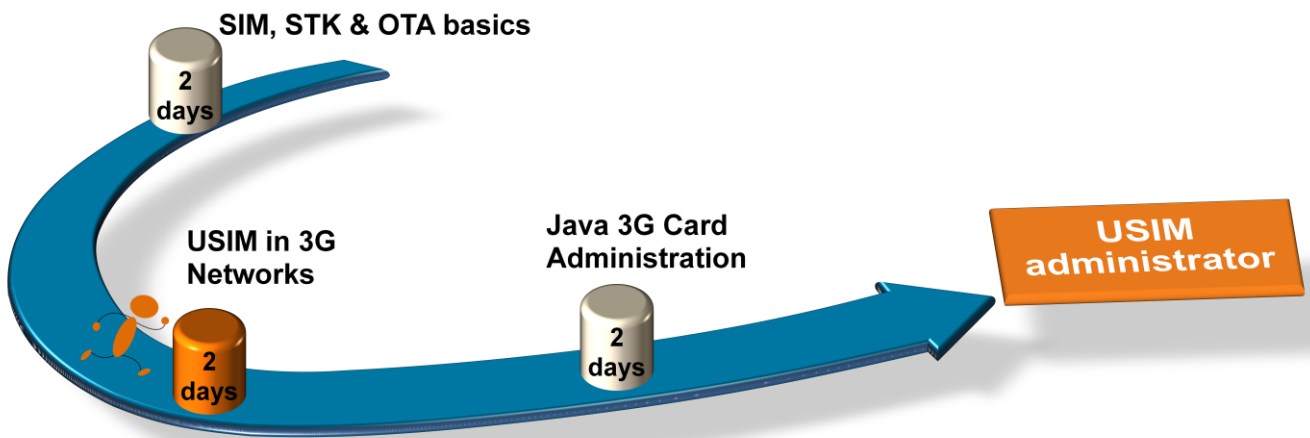 SIM, STK & OTA basics
2
days
USIM in 3G
Networks
2
days
Java 3G Card
Administration
2
days
USIM
administrator